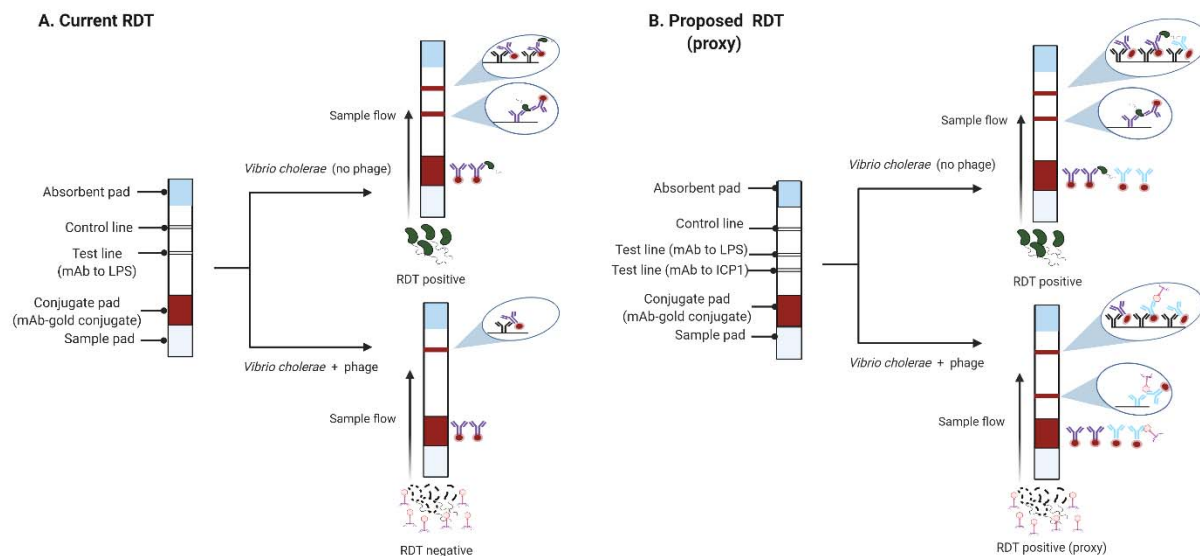 A. Current RDT
Absorbent pad
Control line
Test line
(mAb to LPS)
Conjugate pad
(mAb-gold conjugate)
Sample pad
Sample flow
Vibrio cholerae (no phage)
RDT positive
Vibrio cholerae + phage
Sample flow
RDT negative
B. Proposed RDT
(proxy)
Absorbent pad
Control line
Test line (mAb to LPS)
Test line (mAb to ICP1)
Conjugate pad
(mAb-gold conjugate)
Sample pad
Sample flow
Vibrio cholerae (no phage)
RDT positive
Vibrio cholerae + phage
Sample flow
RDT positive (proxy)